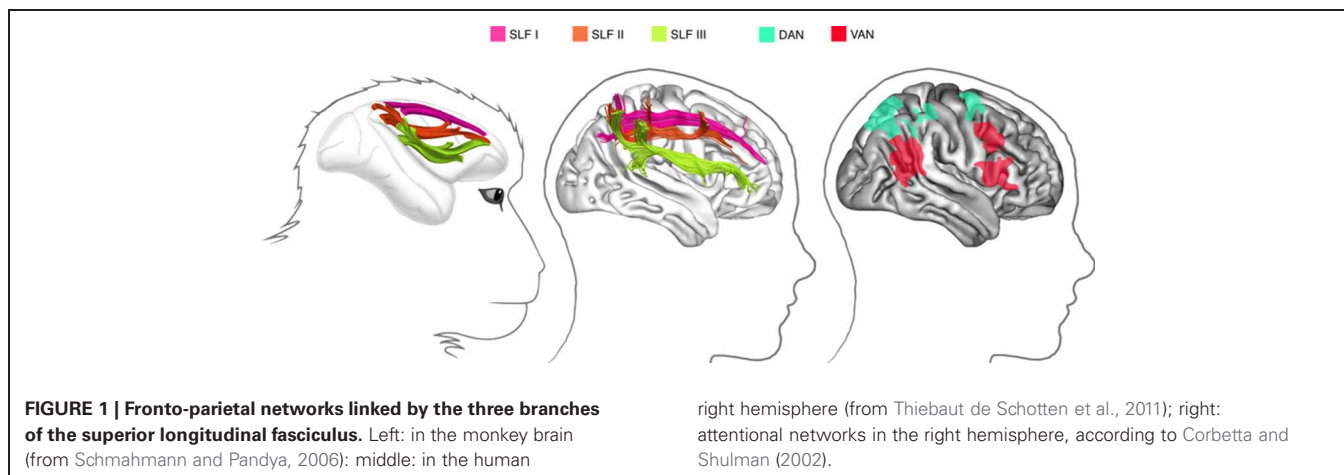 SLF I SLF II SLF III DAN VAN
FIGURE 1 | Fronto-parietal networks linked by the three branches
of the superior longitudinal fasciculus. Left: in the monkey brain
(from Schmahmann and Pandya, 2006): middle: in the human
right hemisphere (from Thiebaut de Schotten et al., 2011); right:
attentional networks in the right hemisphere, according to Corbetta and
Shulman (2002).